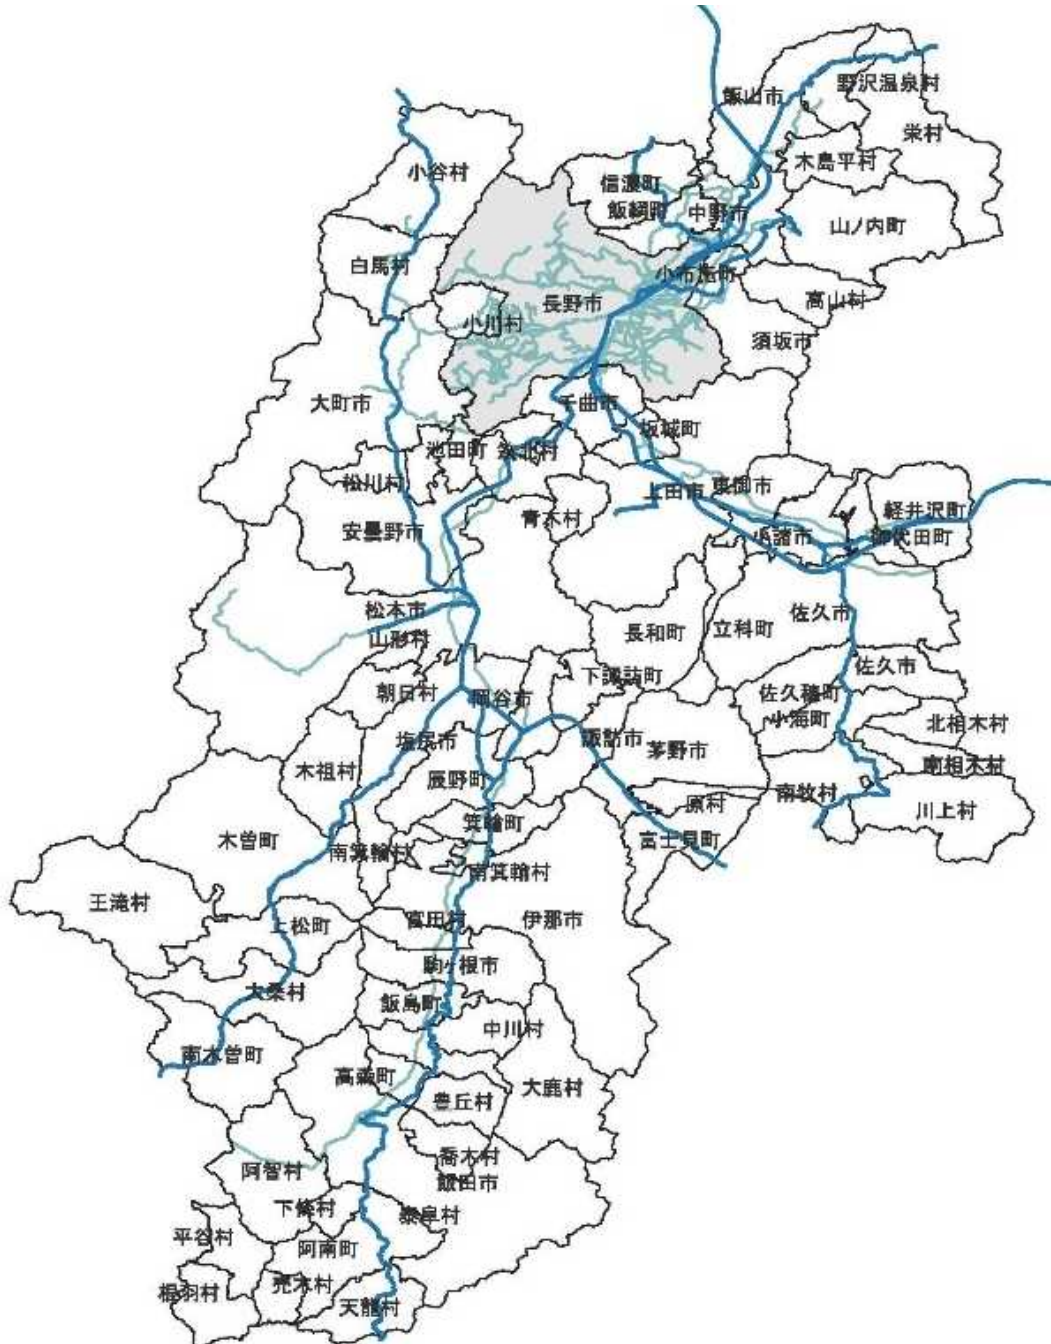 飯山市
野沢温泉村
栄村
木島平村
小谷村
信濃町
飯綱町
中野市
山ノ内町
白馬村
小布施町
高山村
長野市
小川村
須坂市
大町市
千曲市
坂城町
池田町
筑北村
松川村
上田市
東御市
青木村
軽井沢町
安曇野市
小諸市
御代田町
松本市
佐久市
山形村
長和町
立科町
佐久市
下諏訪町
朝日村
岡谷市
佐久穂町
小海町
北相木村
塩尻市
諏訪市
茅野市
木祖村
南相木村
辰野町
南牧村
原村
川上村
箕輪町
木曽町
富士見町
南箕輪村
南箕輪村
王滝村
宮田村
伊那市
上松町
駒ヶ根市
大桑村
飯島町
中川村
南木曽町
高森町
大鹿村
豊丘村
喬木村
阿智村
飯田市
下條村
泰阜村
平谷村
阿南町
売木村
根羽村
天龍村